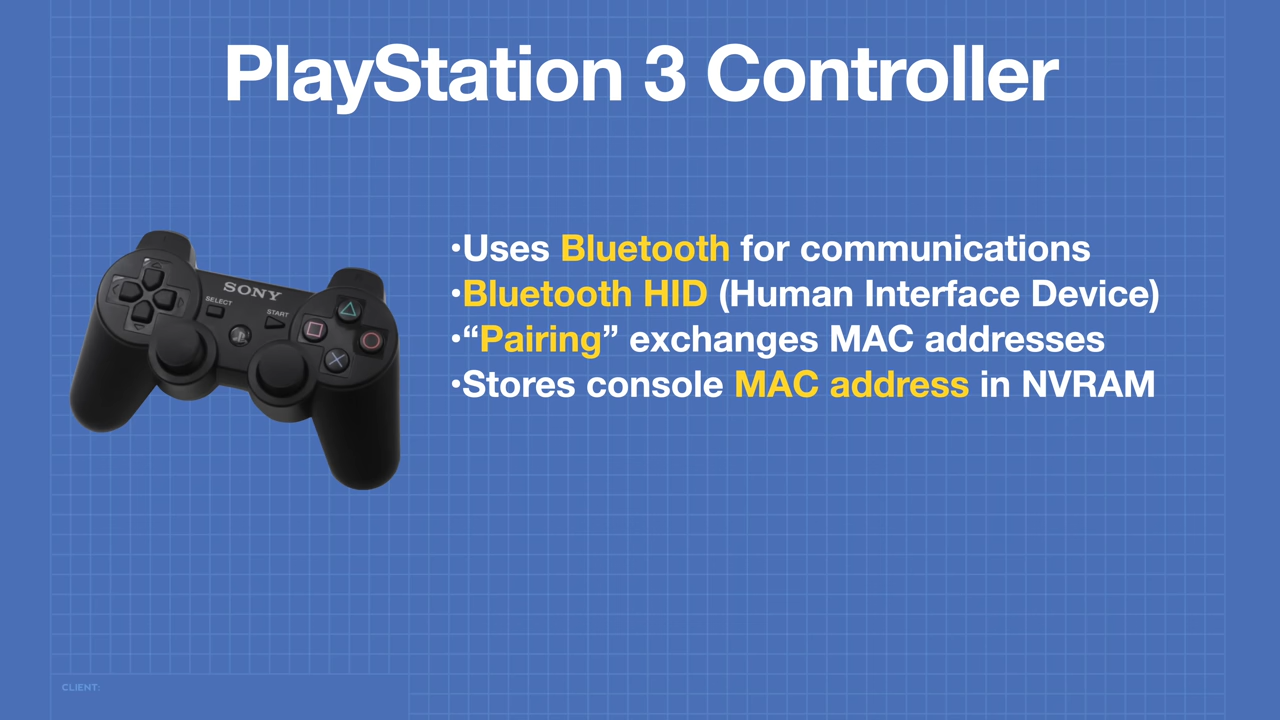 PlayStation 3 Controller
SONY
SELECT
START
•Uses Bluetooth for communications
•Bluetooth HID (Human Interface Device)
•“Pairing” exchanges MAC addresses
•Stores console MAC address in NVRAM
CLIENT: